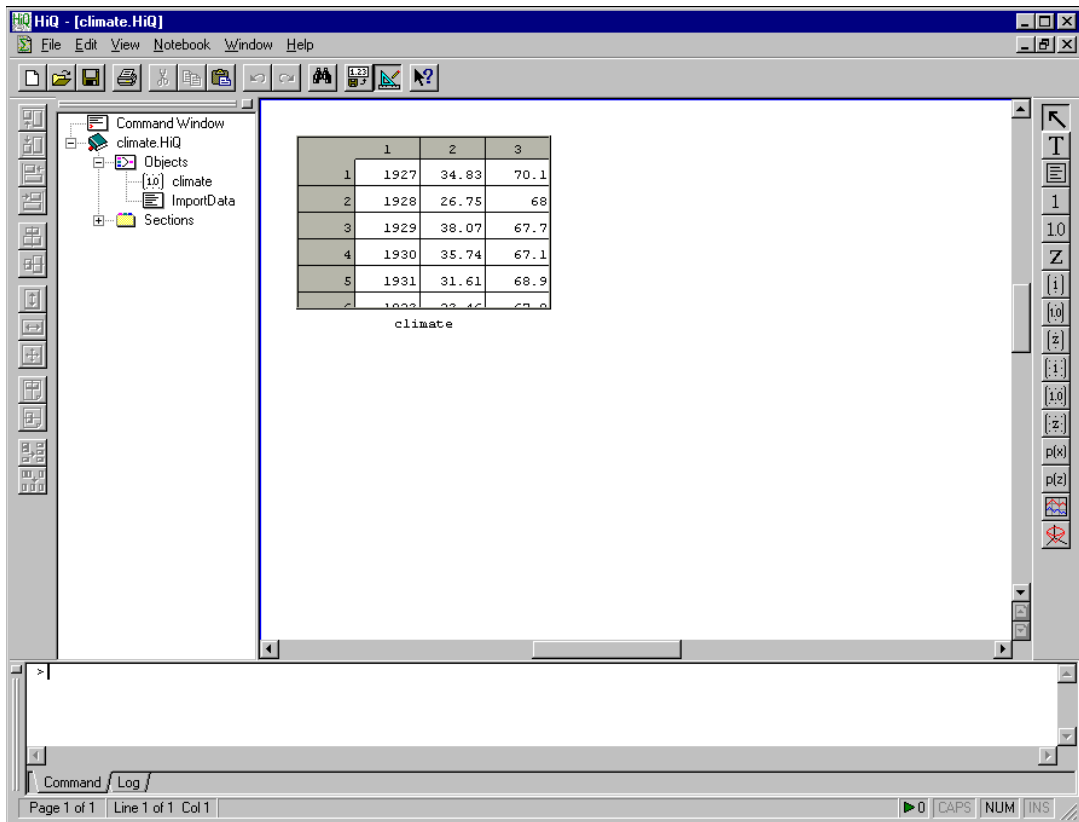 HiQ - [climate.HiQ]
File Edit View Notebook Window Help
Command Window
climate.HiQ
Objects
climate
ImportData
Sections
1 2 3
1 1927 34.83 70.1
2 1928 26.75 68
3 1929 38.07 67.7
4 1930 35.74 67.1
5 1931 31.61 68.9
climate
T
1
1.0
Z
p(x)
p(z)
>
Command Log
Page 1 of 1 Line 1 of 1 Col 1 0 CAPS NUM INS